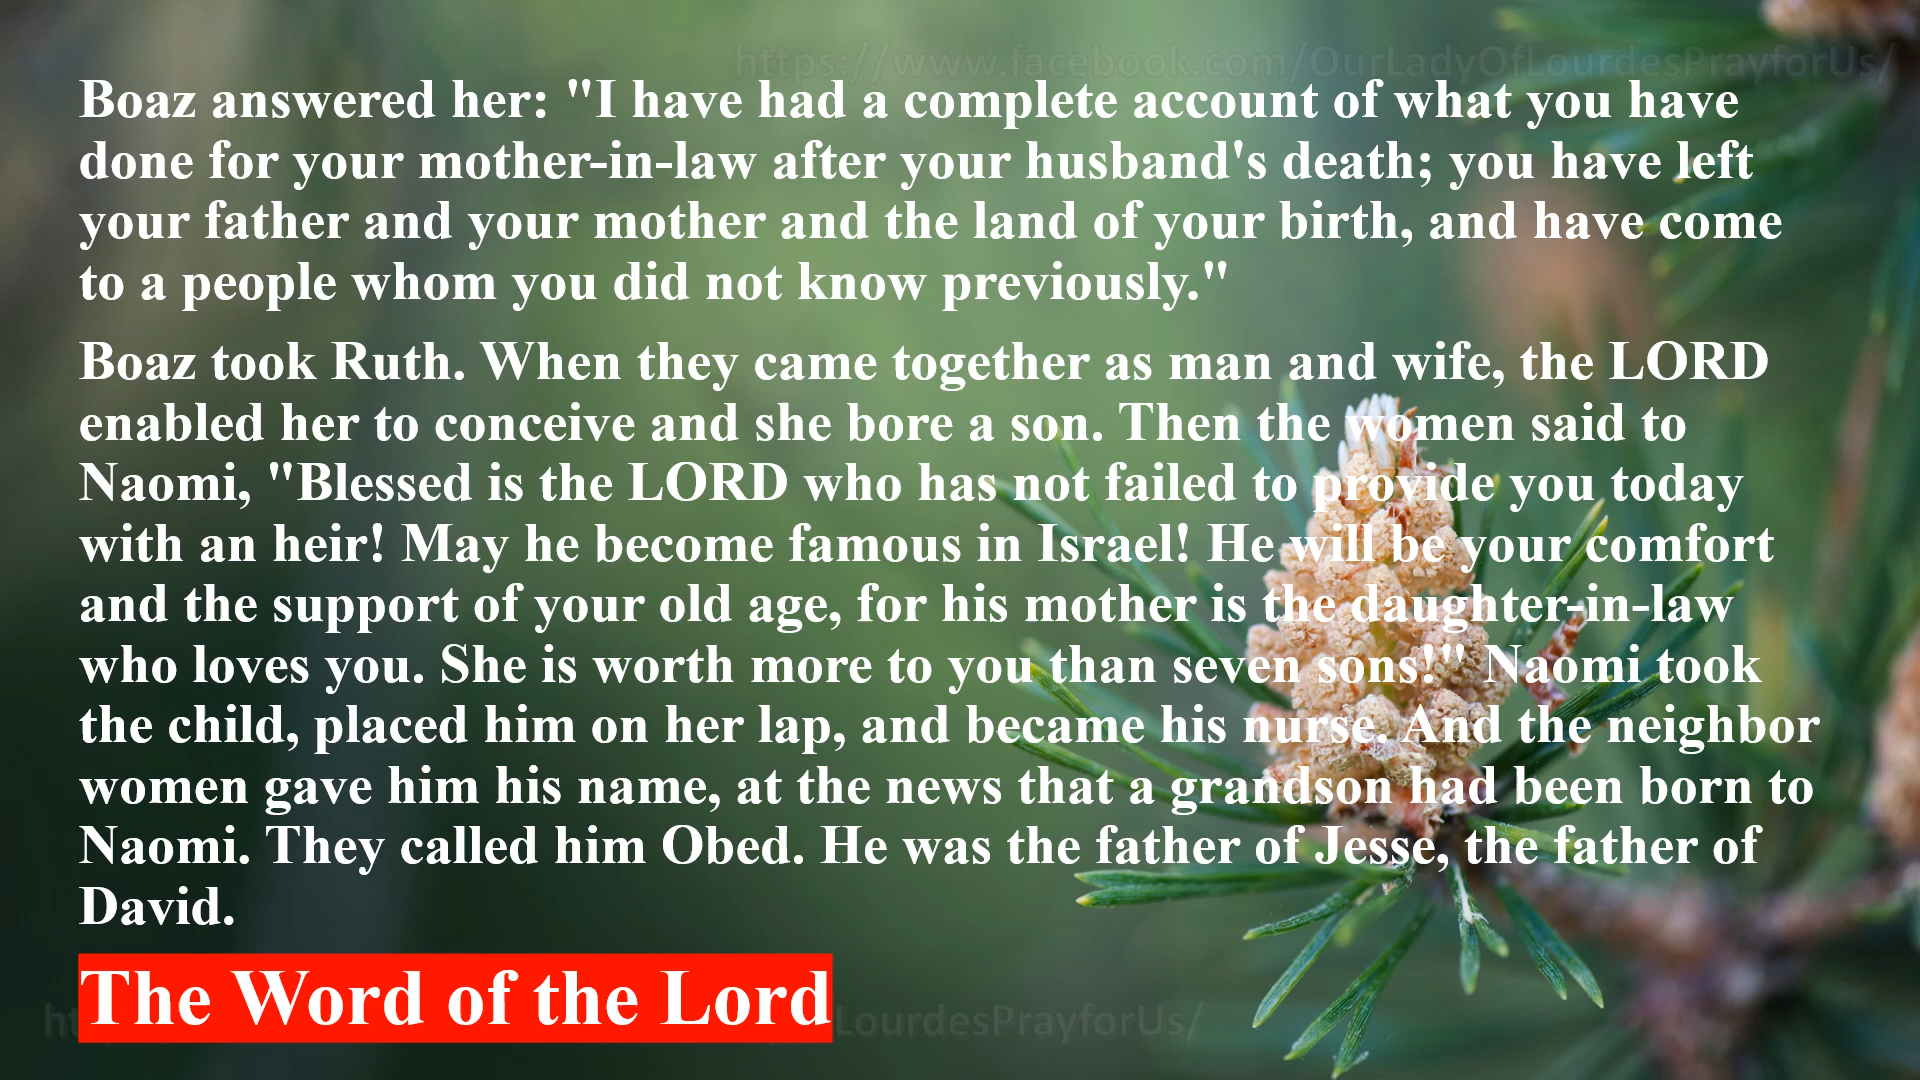 https://www.facebook.com/OurLadyOfLourdesPrayforUs/
Boaz answered her: "I have had a complete account of what you have
done for your mother-in-law after your husband's death; you have left
your father and your mother and the land of your birth, and have come
to a people whom you did not know previously."
Boaz took Ruth. When they came together as man and wife, the LORD
enabled her to conceive and she bore a son. Then the women said to
Naomi, "Blessed is the LORD who has not failed to provide you today
with an heir! May he become famous in Israel! He will be your comfort
and the support of your old age, for his mother is the daughter-in-law
who loves you. She is worth more to you than seven sons!" Naomi took
the child, placed him on her lap, and became his nurse. And the neighbor
women gave him his name, at the news that a grandson had been born to
Naomi. They called him Obed. He was the father of Jesse, the father of
David.
The Word of the Lord
LourdesPrayforUs/